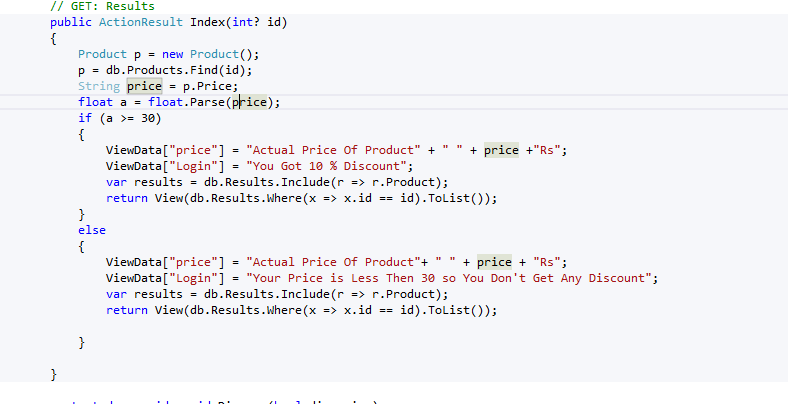 // GET: Results
public ActionResult Index(int? id)
{
Product p = new Product();
p = db.Products.Find(id);
String price = p.Price;
float a = float.Parse(price);
if (a >= 30)
{
ViewData["price"] = "Actual Price Of Product" + " " + price +"Rs";
ViewData["Login"] = "You Got 10 % Discount";
var results = db.Results.Include(r => r.Product);
return View(db.Results.Where(x => x.id == id).ToList());
}
else
{
ViewData["price"] = "Actual Price Of Product"+ " " + price + "Rs";
ViewData["Login"] = "Your Price is Less Then 30 so You Don't Get Any Discount";
var results = db.Results.Include(r => r.Product);
return View(db.Results.Where(x => x.id == id).ToList());
}
}